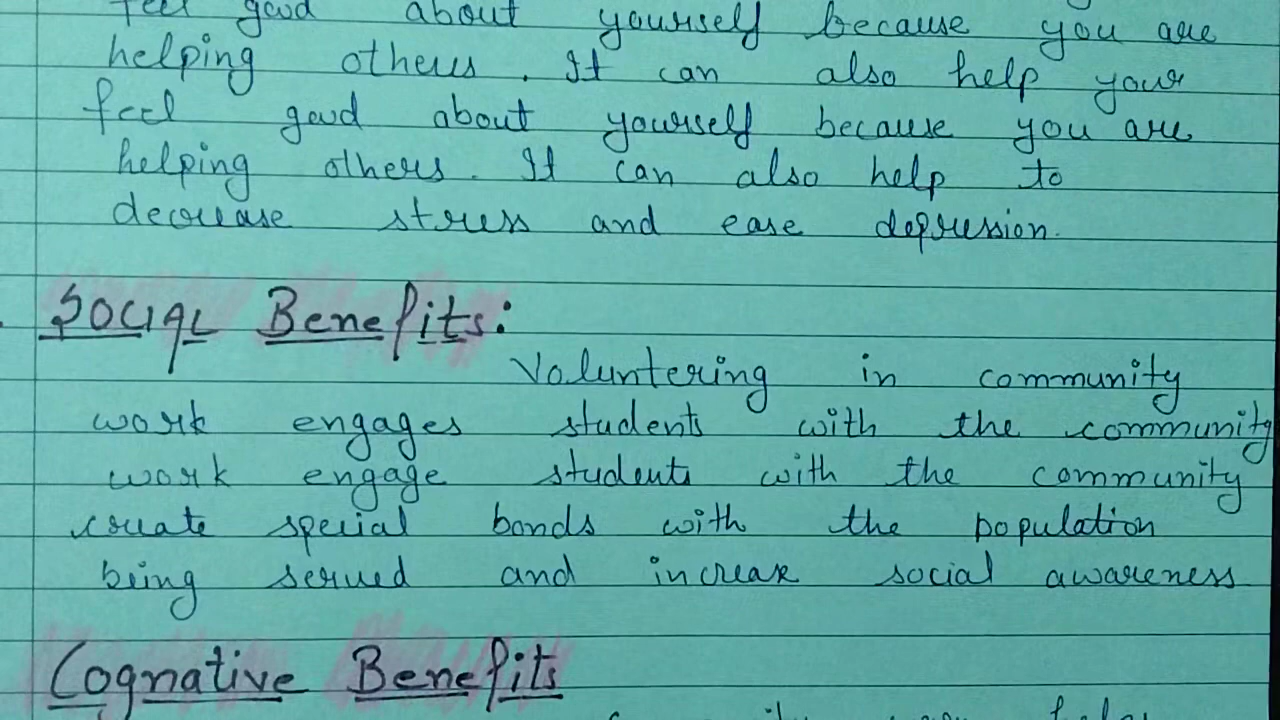 feel good about yourself because you are
helping others. It can also help your
feel good about yourself because you are
helping others. It can also help to
decrease stress and ease depression.
Social Benefits:
Voluntering in community
work engages students with the community
work engage students with the community
create special bonds with the population
being served and increase social awareness
Cognative Benefits